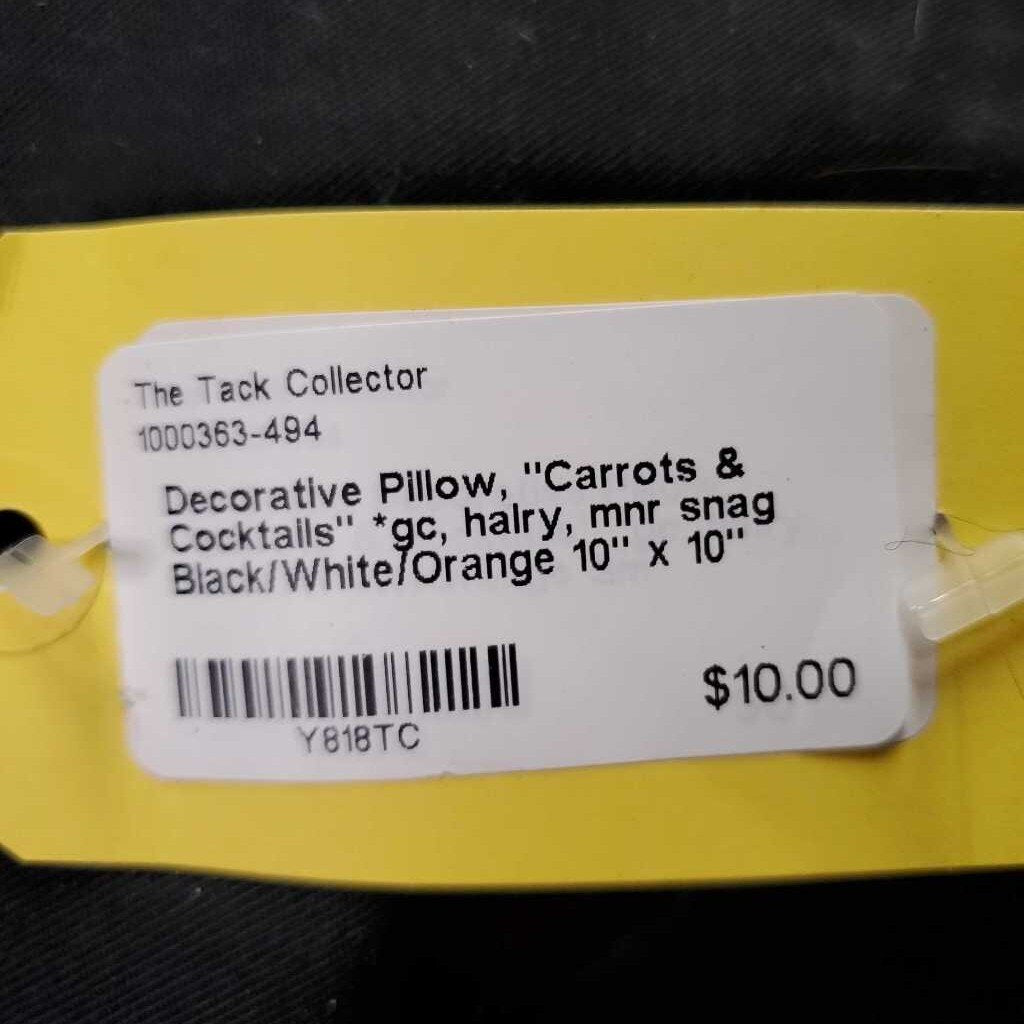 The Tack Collector
1000363-494
Decorative Pillow, "Carrots &
Cocktails" *gc, hairy, mnr snag
Black/White/Orange 10" x 10"
Y818TC
$10.00